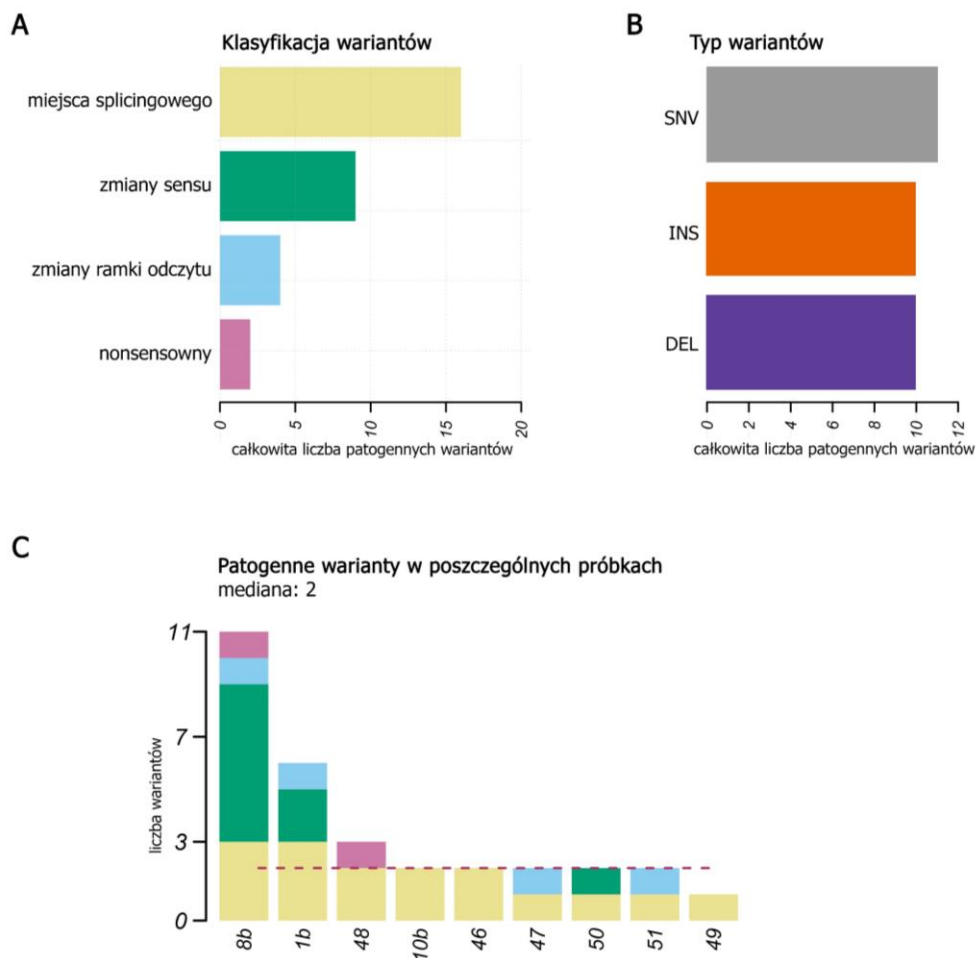 A
Klasyfikacja wariantów
miejsca splicingowego
zmiany sensu
zmiany ramki odczytu
nonsensowny
0 5 10 15 20
całkowita liczba patogennych wariantów
B
Typ wariantów
SNV
INS
DEL
0 2 4 6 8 10 12
całkowita liczba patogennych wariantów
C
Patogenne warianty w poszczególnych próbkach
mediana: 2
liczba wariantów
11
7
3
0
8b 1b 48 10b 46 47 50 51 49